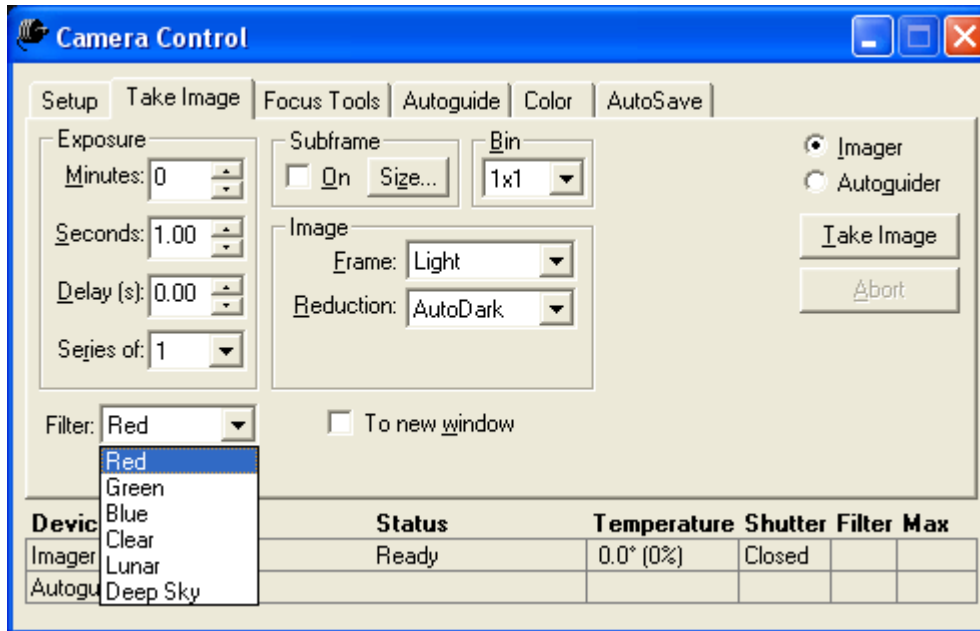 Camera Control
Setup Take Image Focus Tools Autoguide Color AutoSave
Exposure Subframe Bin
Minutes: 0 On Size... 1x1 Imager
Autoguider
Seconds: 1.00 Image Take Image
Frame: Light
Delay (s): 0.00 Reduction: AutoDark Abort
Series of: 1
Filter: Red To new window
Red
Green
Blue
Clear
Lunar
Deep Sky
Status Temperature Shutter Filter Max
Imager Ready 0.0° (0%) Closed